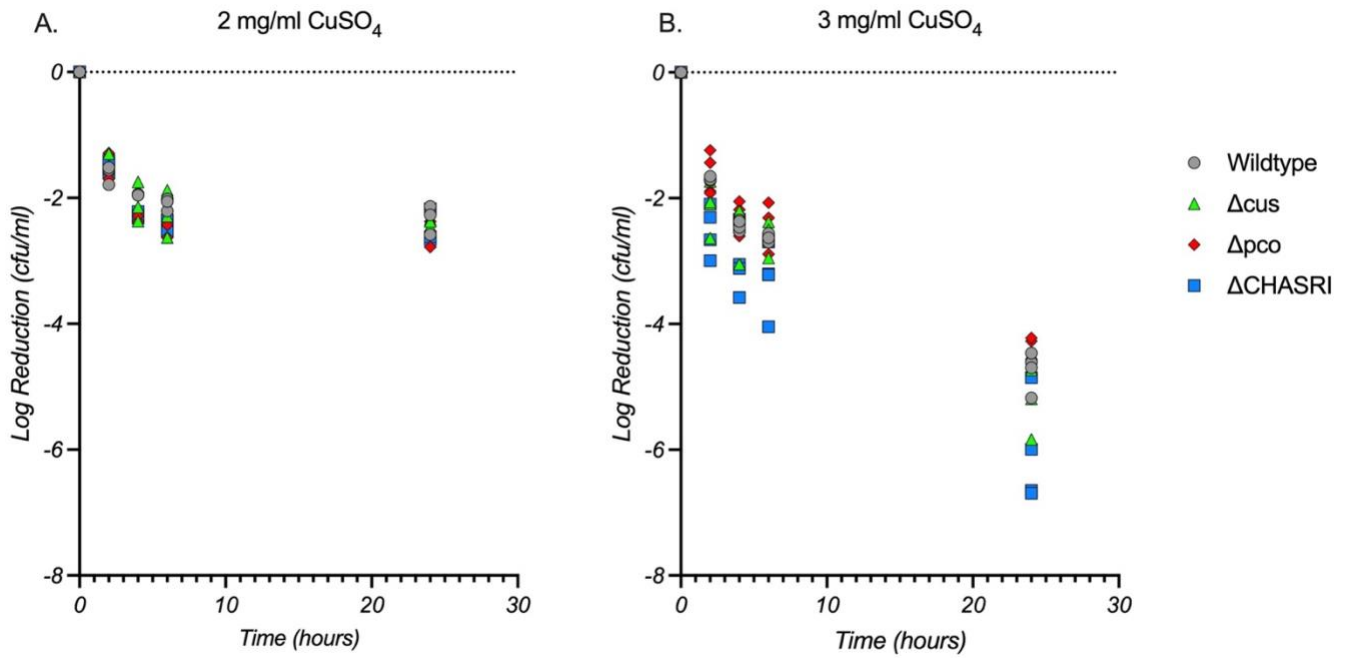 A.
2 mg/ml CuSO₄
B.
3 mg/ml CuSO₄
Log Reduction (cfu/ml)
0
-2
-4
-6
-8
0
10
20
30
Time (hours)
Log Reduction (cfu/ml)
0
-2
-4
-6
-8
0
10
20
30
Time (hours)
Wildtype
Δcus
Δpco
ΔCHASRI